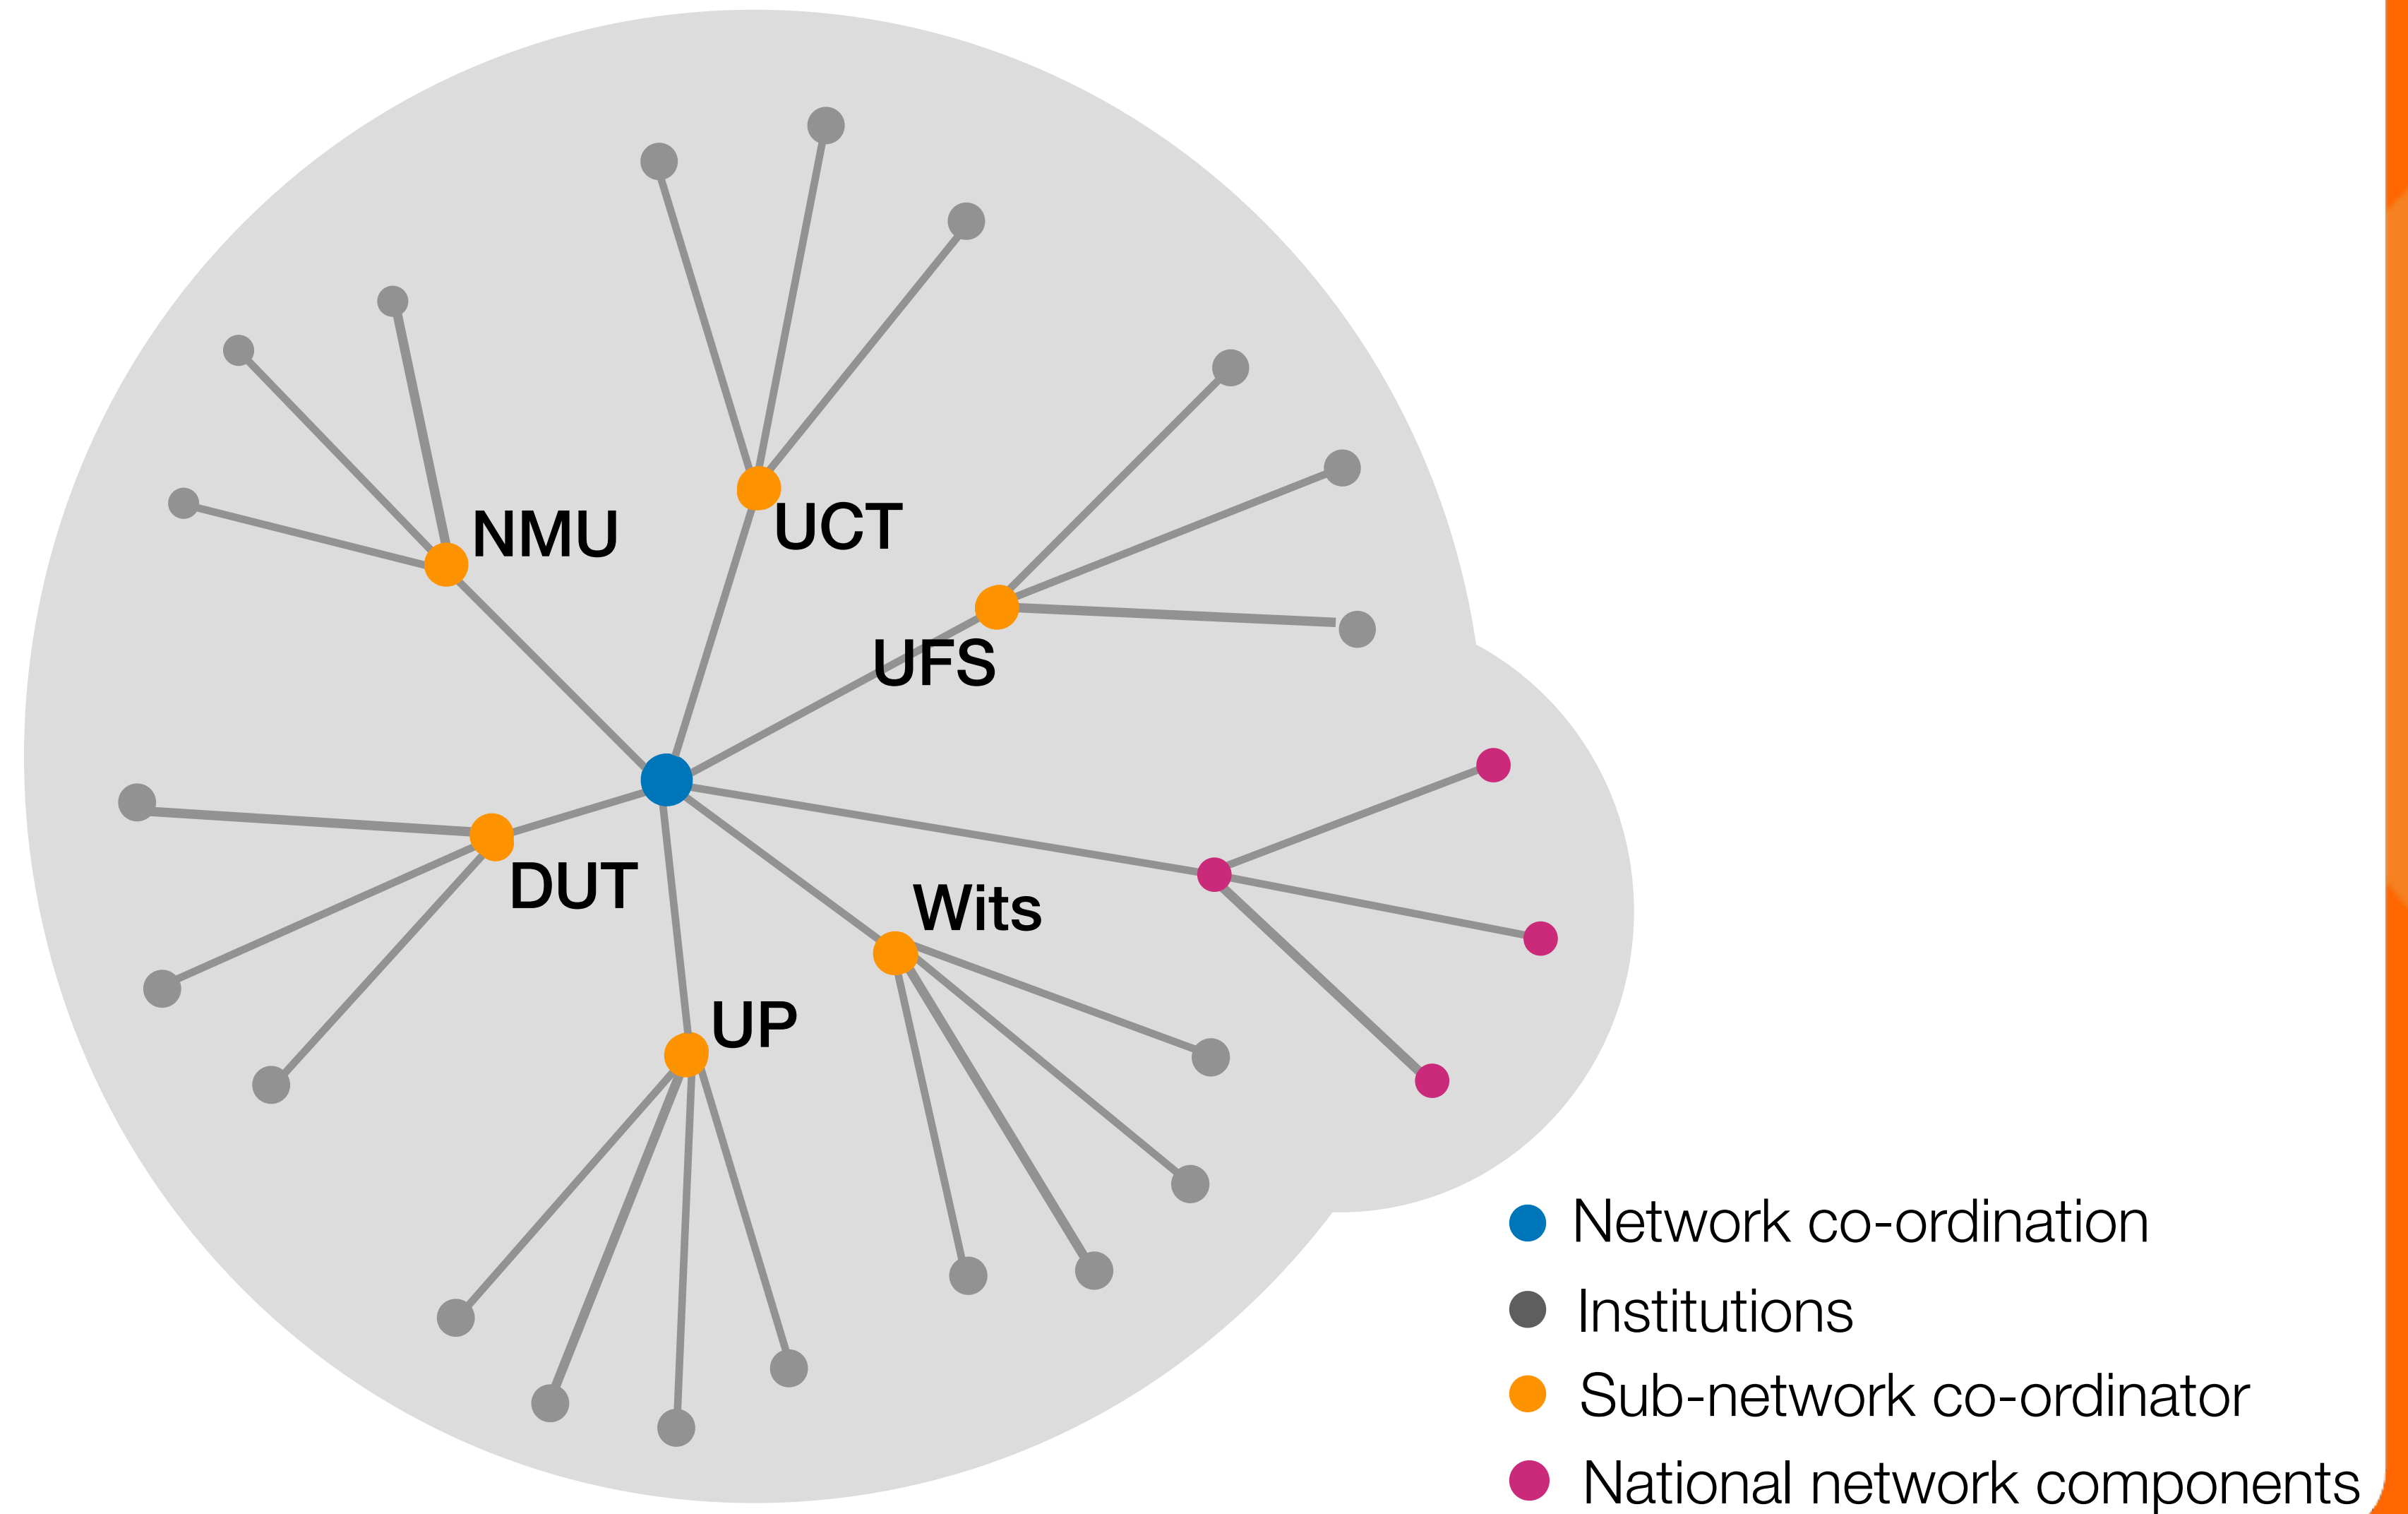 UCT
NMU
UFS
DUT
Wits
UP
Network co-ordination
Institutions
Sub-network co-ordinator
National network components